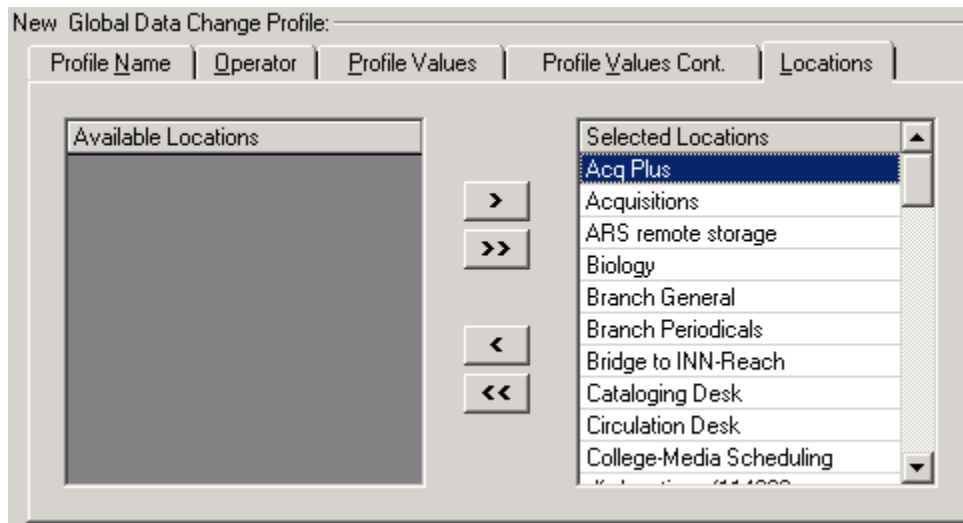 New Global Data Change Profile:
Profile Name Operator Profile Values Profile Values Cont. Locations
Available Locations
>
>>
<
<<
Selected Locations
Acq Plus
Acquisitions
ARS remote storage
Biology
Branch General
Branch Periodicals
Bridge to INN-Reach
Cataloging Desk
Circulation Desk
College-Media Scheduling